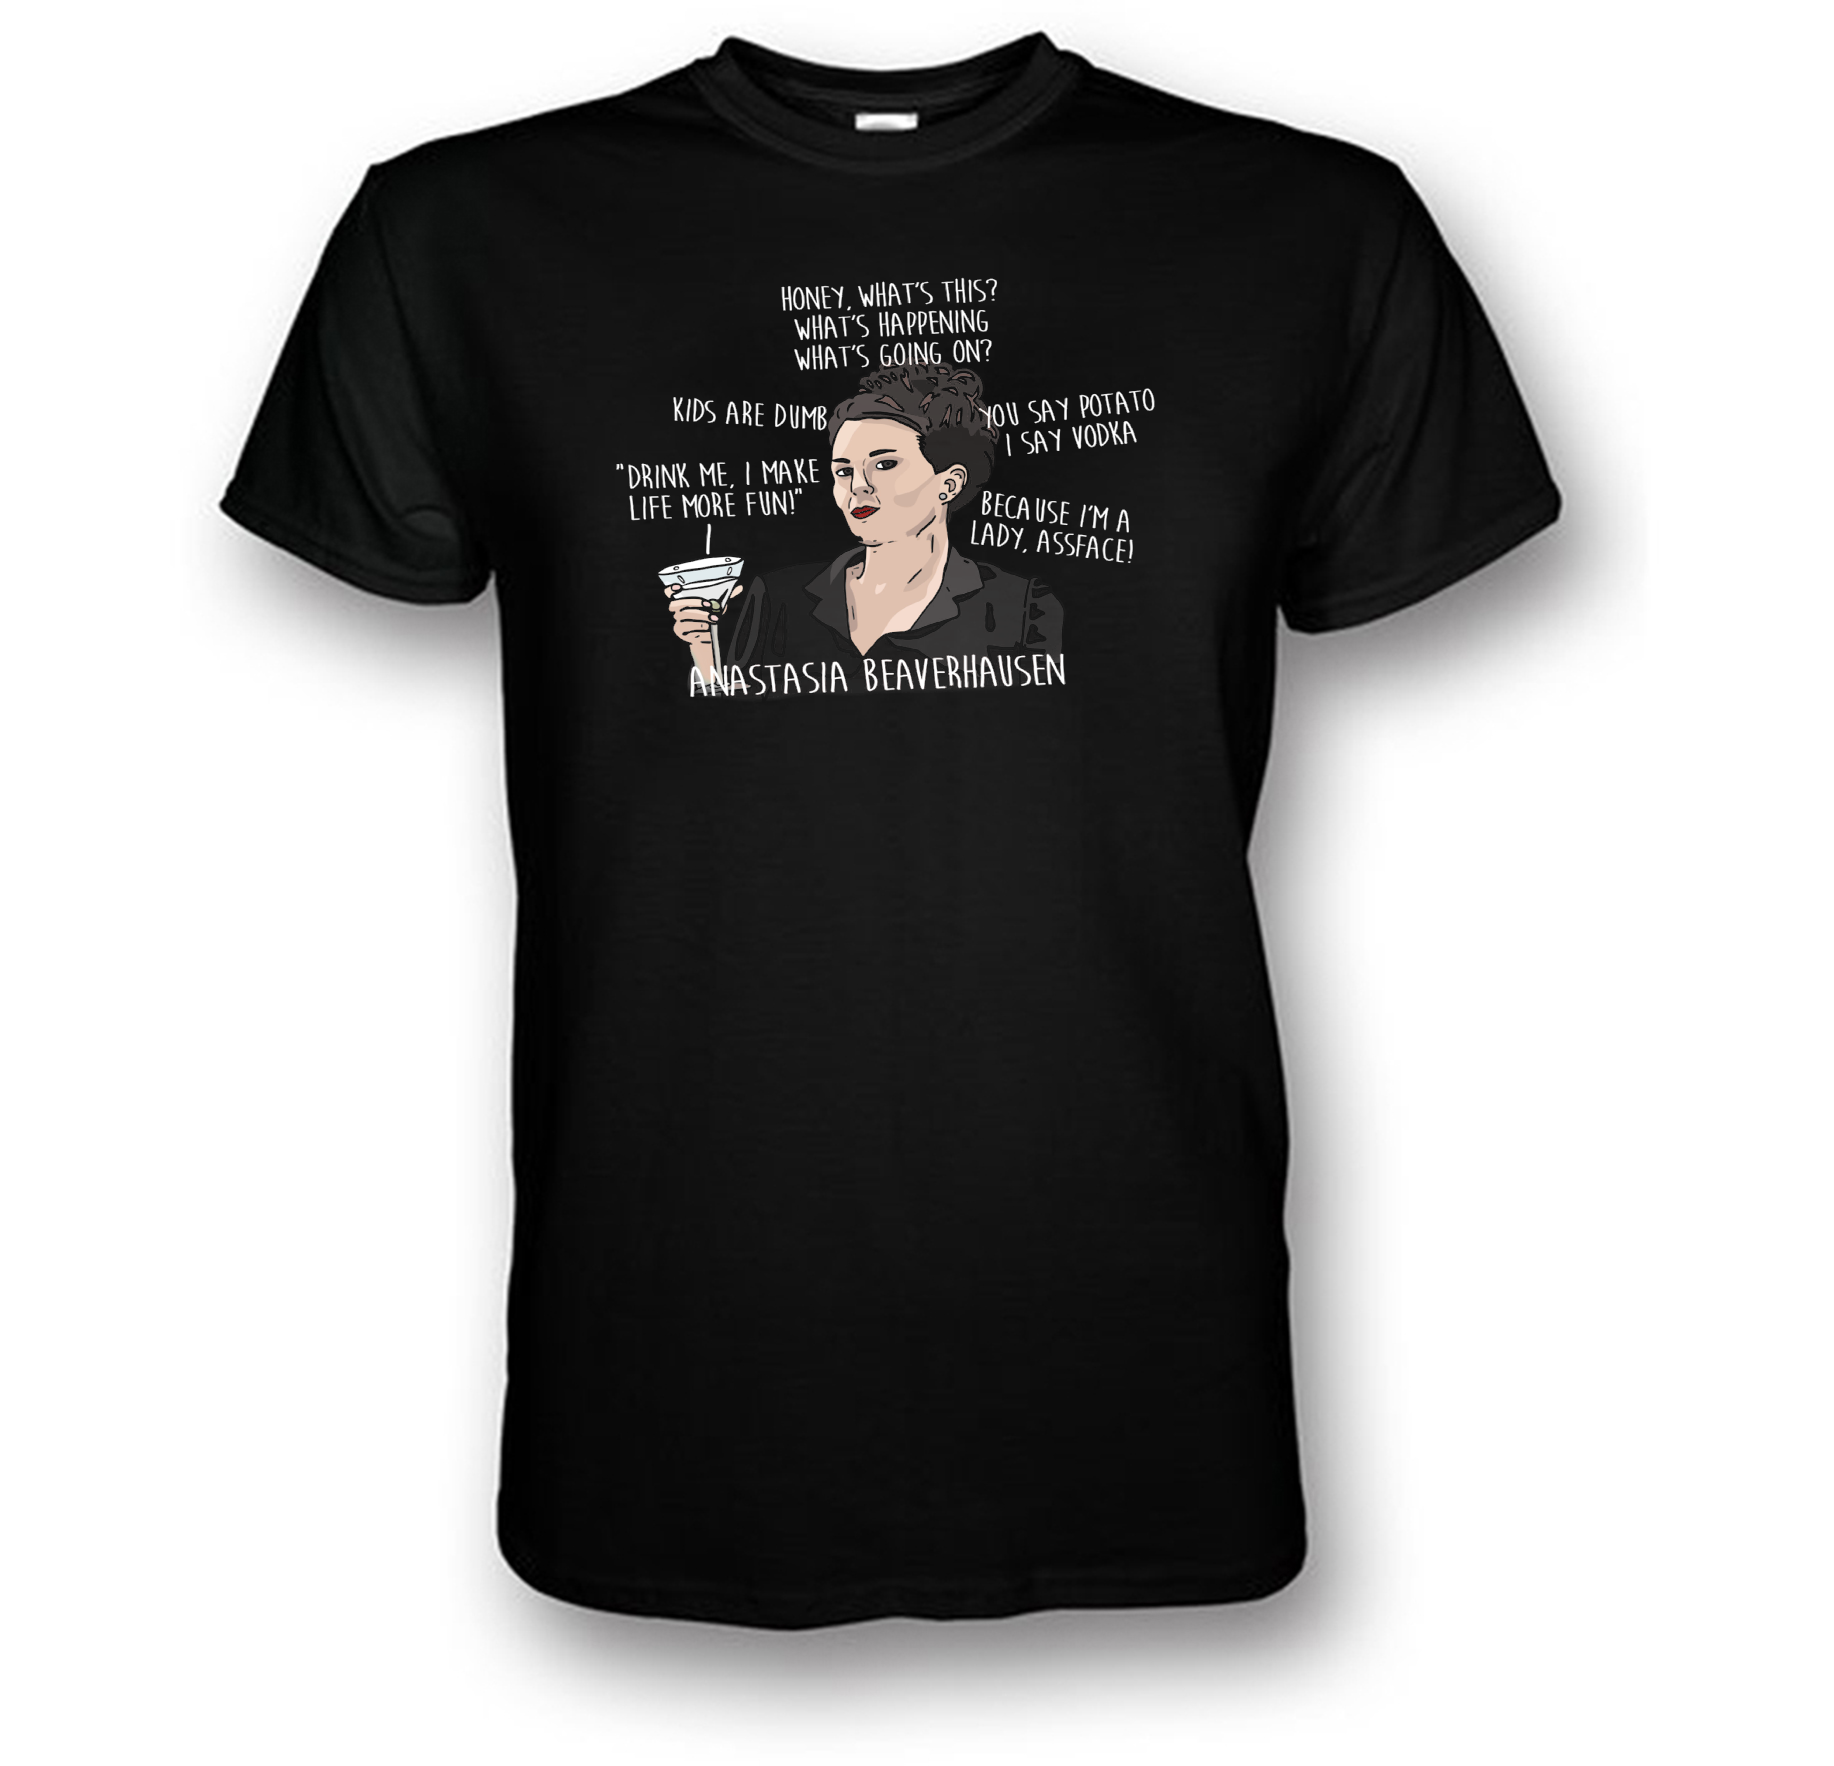 HONEY, WHAT'S THIS?
WHAT'S HAPPENING
WHAT'S GOING ON?
KIDS ARE DUMB
YOU SAY POTATO
I SAY VODKA
"DRINK ME, I MAKE
LIFE MORE FUN!"
BECAUSE I'M A
LADY, ASSFACE!
ANASTASIA BEAVERHAUSEN